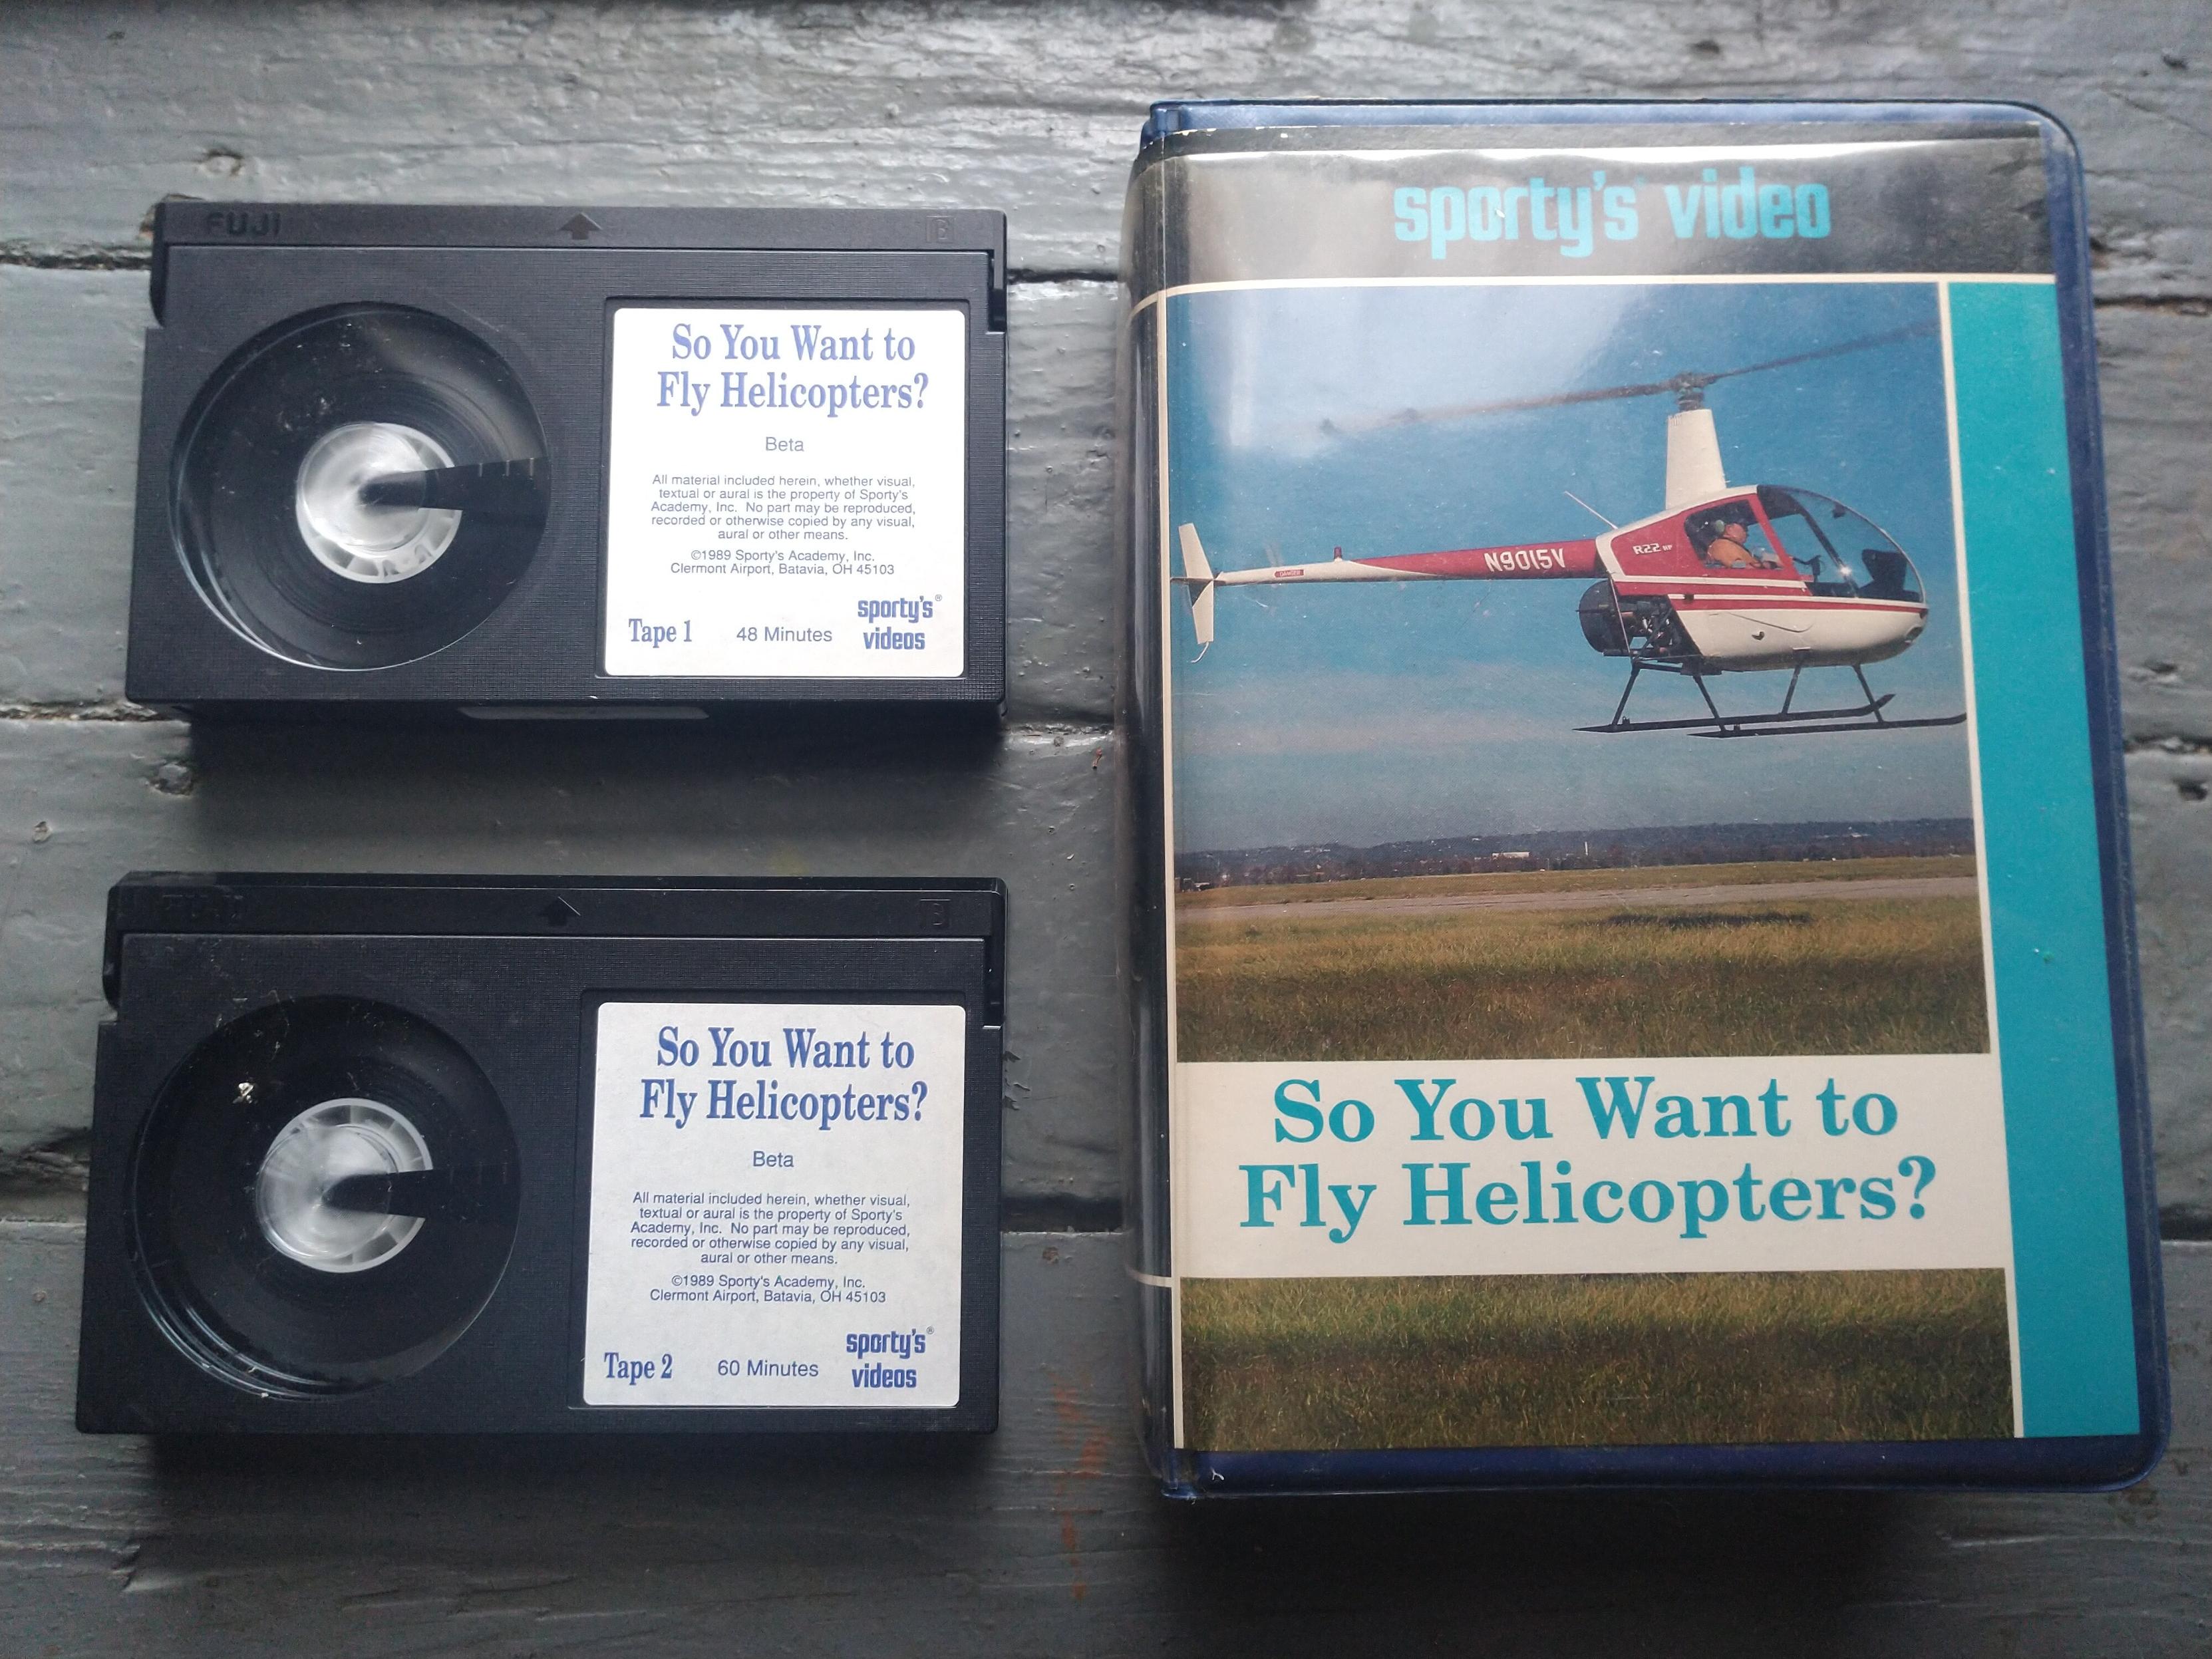 FUJI
B
So You Want to
Fly Helicopters?
Beta
All material included herein, whether visual,
textual or aural is the property of Sporty's
Academy, Inc. No part may be reproduced,
recorded or otherwise copied by any visual,
aural or other means.
©1989 Sporty's Academy, Inc.
Clermont Airport, Batavia, OH 45103
Tape 1 48 Minutes sporty's®
videos
FUJI
B
So You Want to
Fly Helicopters?
Beta
All material included herein, whether visual,
textual or aural is the property of Sporty's
Academy, Inc. No part may be reproduced,
recorded or otherwise copied by any visual,
aural or other means.
©1989 Sporty's Academy, Inc.
Clermont Airport, Batavia, OH 45103
Tape 2 60 Minutes sporty's®
videos
sporty's video
N9015V
R22
So You Want to
Fly Helicopters?